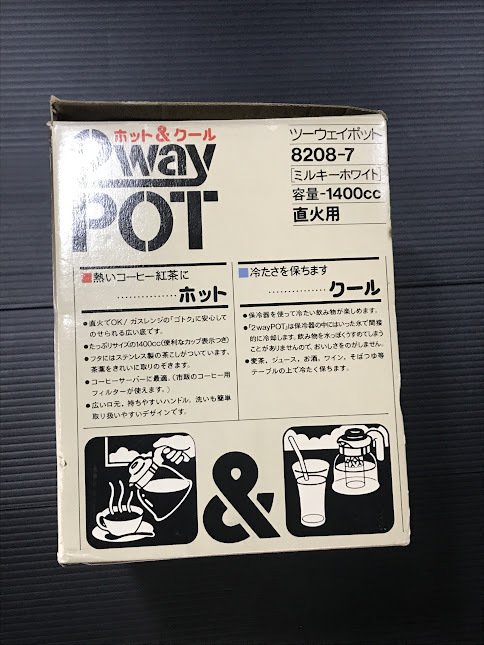 ホット&クール
2way
POT
ツーウェイポット
8208-7
ミルキーホワイト
容量-1400cc
直火用
熱いコーヒー紅茶に
……………ホット
●直火でOK/ガスレンジの「ゴトク」に安心して
のせられる広い底です。
●たっぷりサイズの1400cc(便利なカップ表示つき)
●フタにはステンレス製の茶こしがついています。
茶葉をきれいに取りのぞきます。
●コーヒーサーバーに最適。(市販のコーヒー用
フィルターが使えます。)
●広い口元、持ちやすいハンドル。洗いも簡単
取り扱いやすいデザインです。
冷たさを保ちます
……………クール
●保冷器を使って冷たい飲み物が楽しめます。
●「2wayPOT」は保冷器の中にはいった氷で間接
的に冷却します。飲み物を水っぽくうすめてしまう
ことがありませんので、おいしさをのがしません。
●麦茶、ジュース、お酒、ワイン、そばつゆ等
テーブルの上で冷たく保ちます。
&